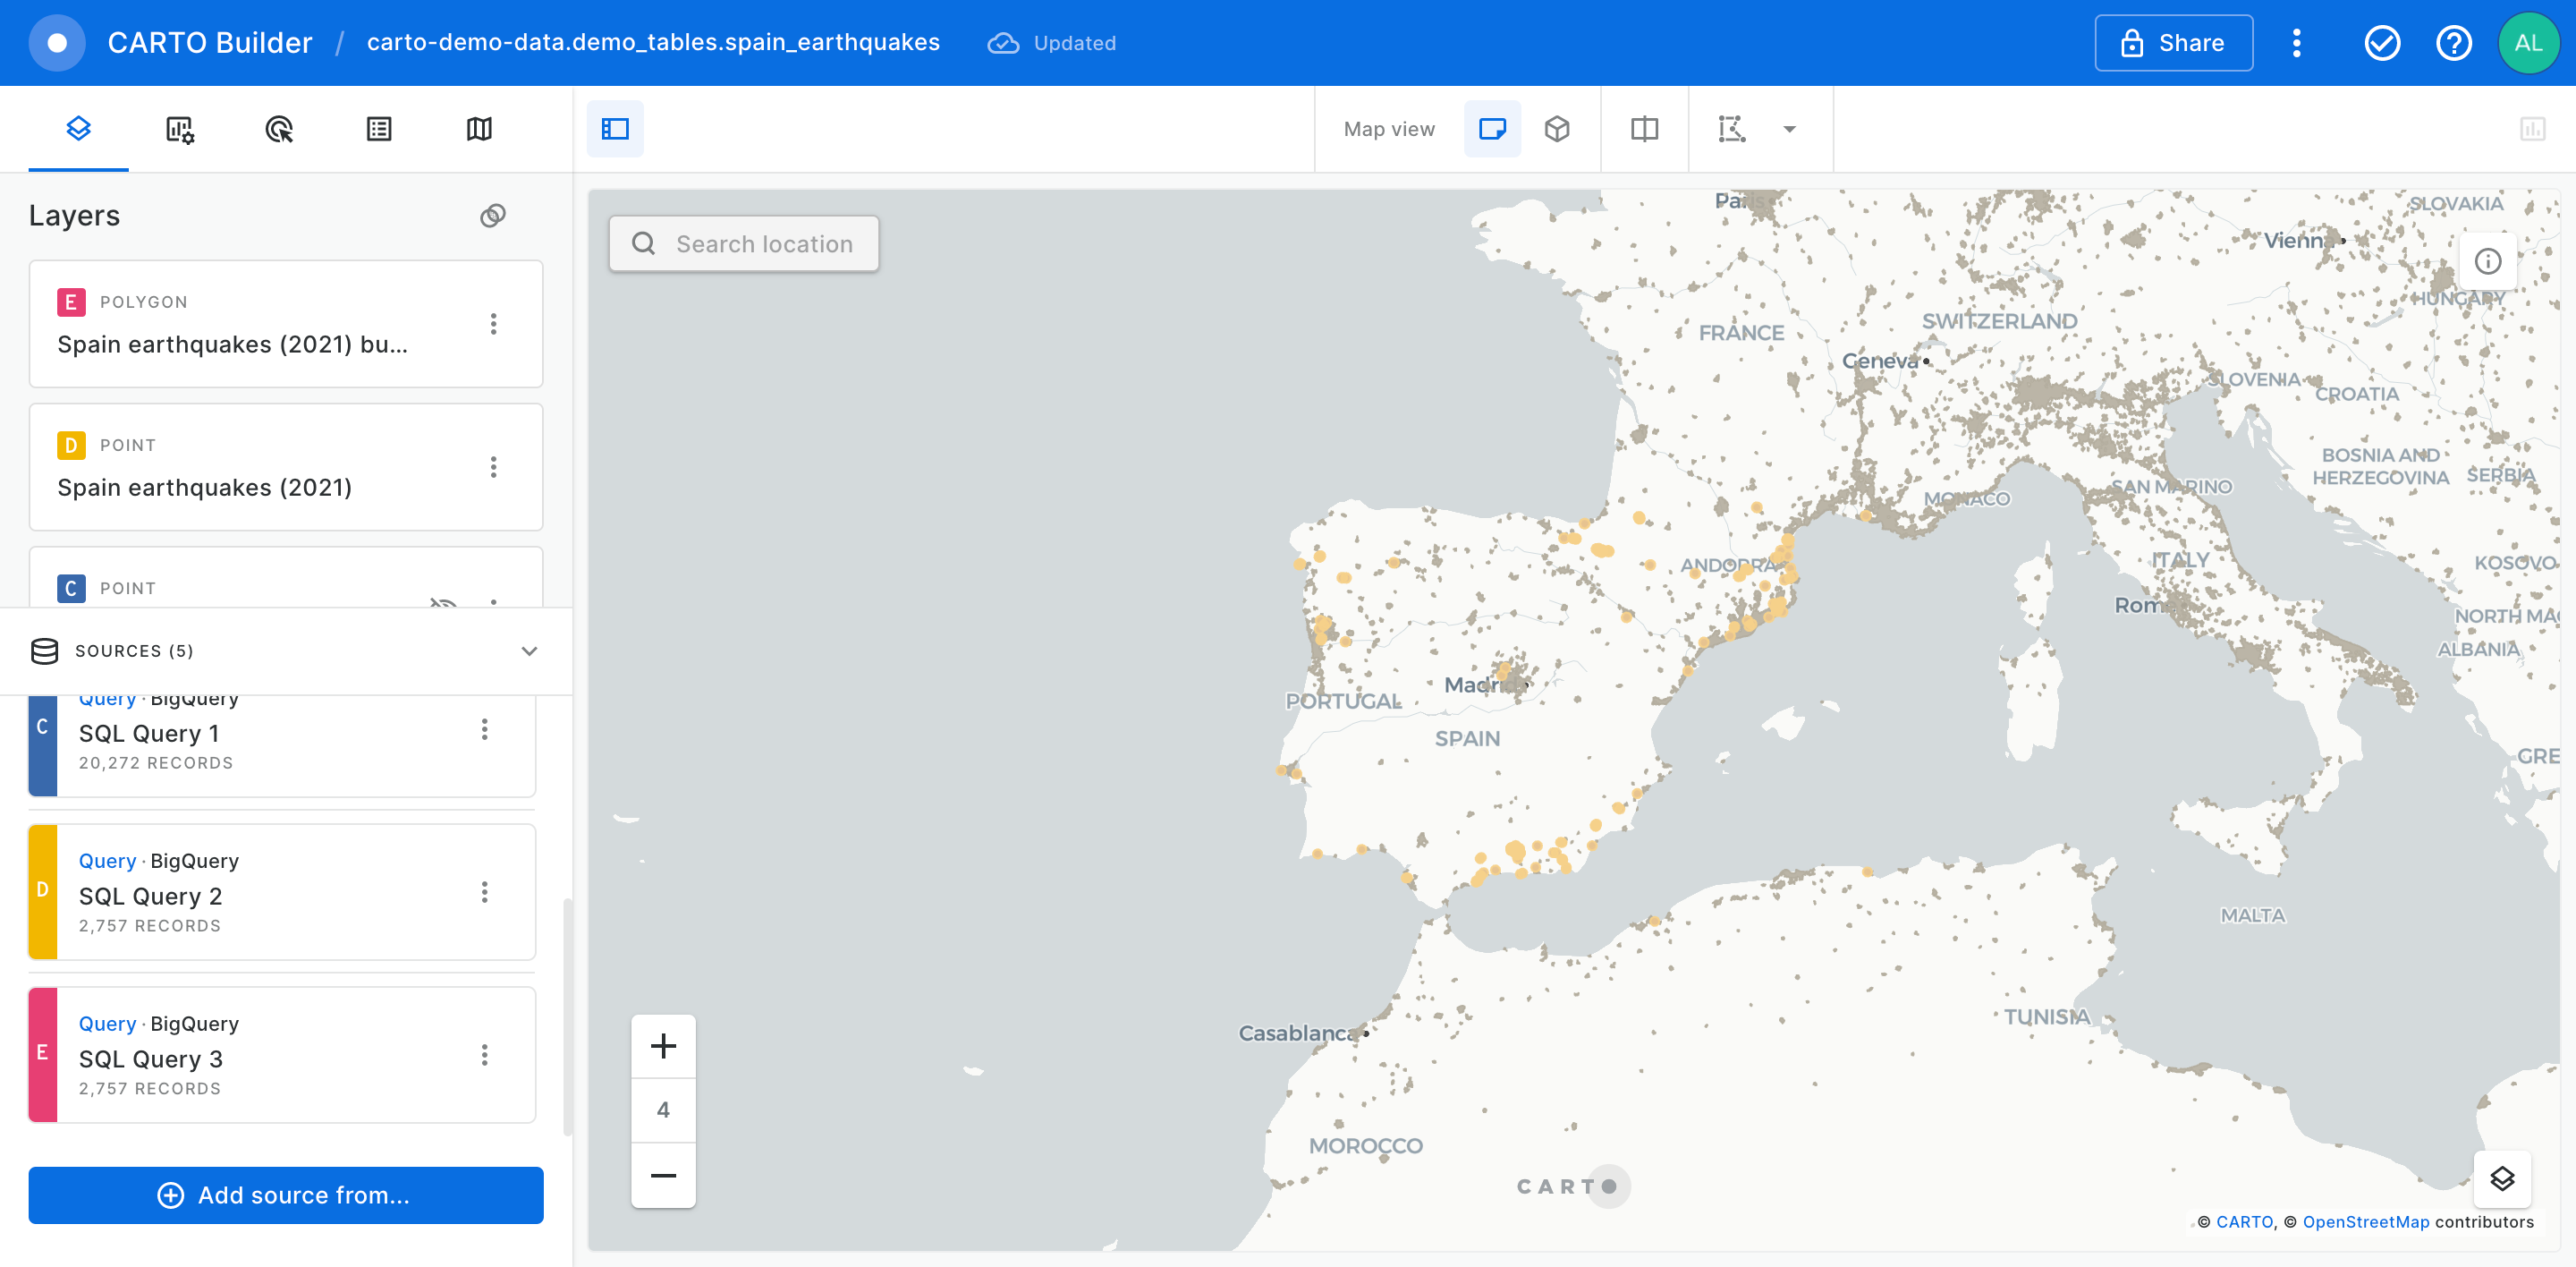 CARTO Builder / carto-demo-data.demo_tables.spain_earthquakes Updated
Share
AL
Map view
Layers
E POLYGON
Spain earthquakes (2021) bu...
D POINT
Spain earthquakes (2021)
C POINT
SOURCES (5)
C
Query · BigQuery
SQL Query 1
20,272 RECORDS
D
Query · BigQuery
SQL Query 2
2,757 RECORDS
E
Query · BigQuery
SQL Query 3
2,757 RECORDS
Add source from...
Search location
Paris
SLOVAKIA
Vienna
HUNGARY
FRANCE
SWITZERLAND
Geneva
SLOVENIA
CROATIA
BOSNIA AND
HERZEGOVINA
SERBIA
MONACO
SAN MARINO
ANDORRA
ITALY
KOSOVO
Rom
NORTH MAC
ALBANIA
PORTUGAL
Madrid
SPAIN
GRE
MALTA
TUNISIA
Casablanca
MOROCCO
4
CARTO
© CARTO, © OpenStreetMap contributors